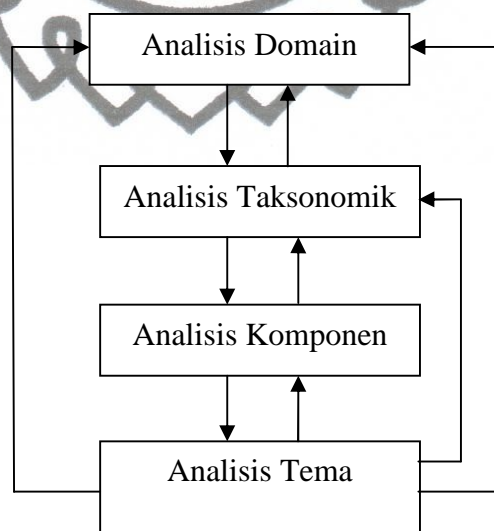 Analisis Domain
Analisis Taksonomik
Analisis Komponen
Analisis Tema